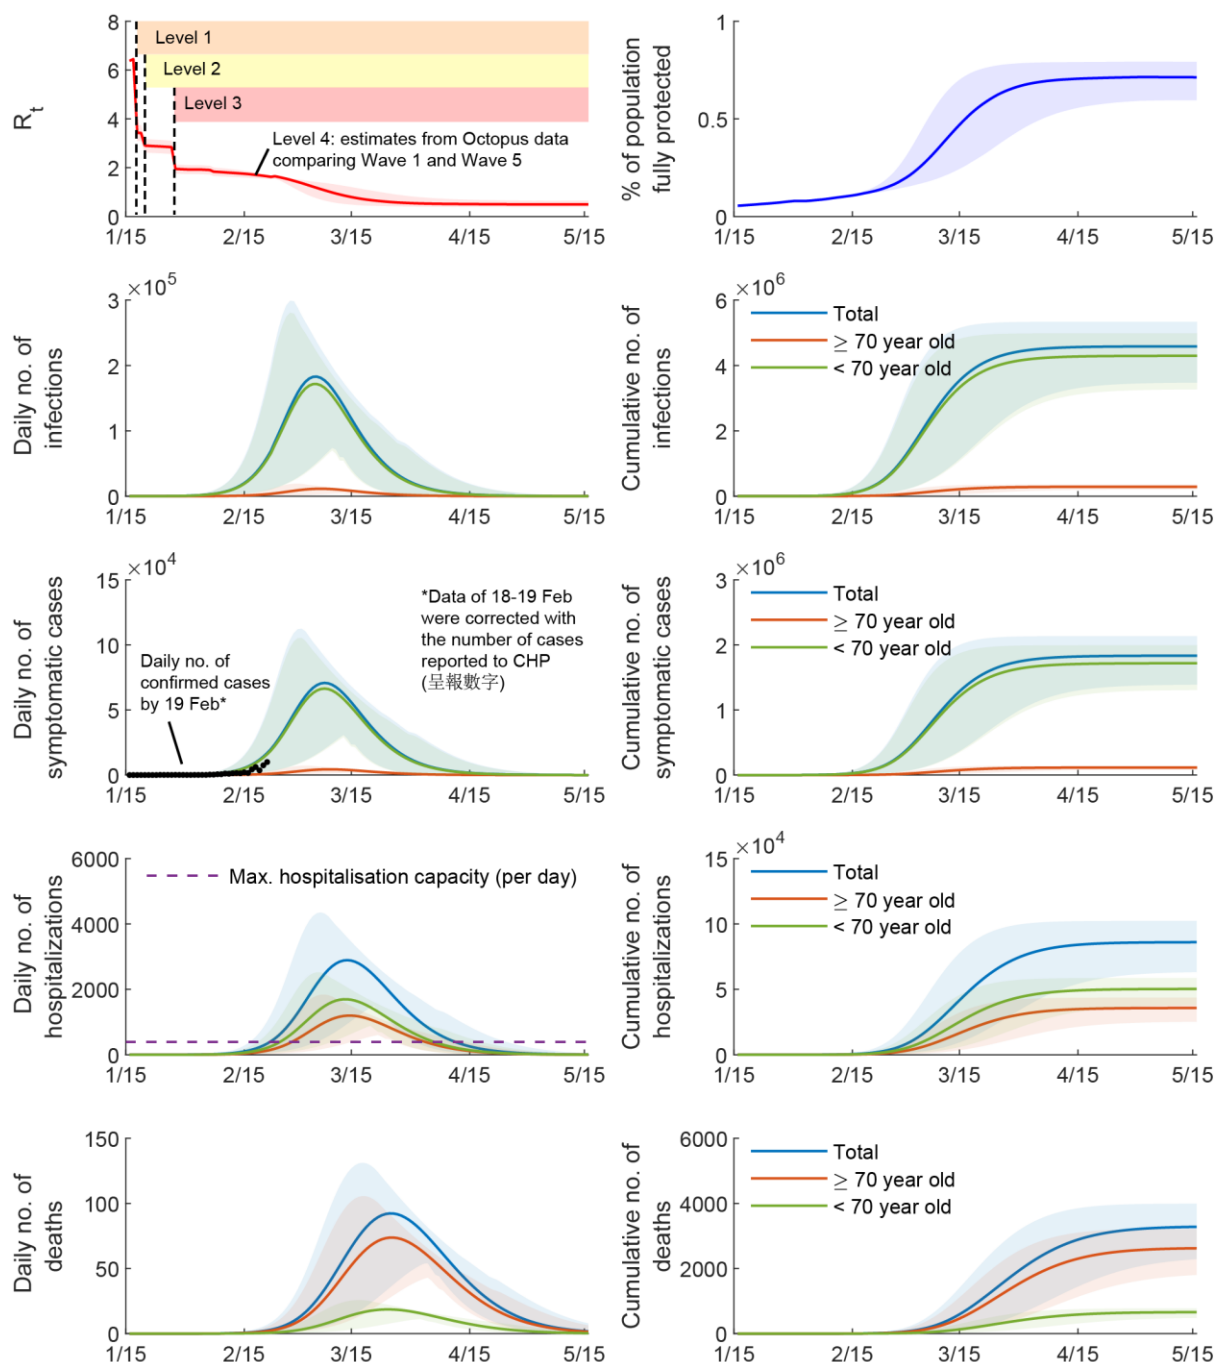 R_t
8
6
4
2
0
Level 1
Level 2
Level 3
Level 4: estimates from Octopus data
comparing Wave 1 and Wave 5
1/15 2/15 3/15 4/15 5/15
% of population
fully protected
1
0.5
0
1/15 2/15 3/15 4/15 5/15
Daily no. of
infections
×10^5
3
2
1
0
1/15 2/15 3/15 4/15 5/15
Cumulative no. of
infections
×10^6
6
4
2
0
Total
≥ 70 year old
< 70 year old
1/15 2/15 3/15 4/15 5/15
Daily no. of
symptomatic cases
×10^4
15
10
5
0
Daily no. of
confirmed cases
by 19 Feb*
*Data of 18-19 Feb
were corrected with
the number of cases
reported to CHP
(呈報數字)
1/15 2/15 3/15 4/15 5/15
Cumulative no. of
symptomatic cases
×10^6
3
2
1
0
Total
≥ 70 year old
< 70 year old
1/15 2/15 3/15 4/15 5/15
Daily no. of
hospitalizations
6000
4000
2000
0
Max. hospitalisation capacity (per day)
1/15 2/15 3/15 4/15 5/15
Cumulative no. of
hospitalizations
×10^4
15
10
5
0
Total
≥ 70 year old
< 70 year old
1/15 2/15 3/15 4/15 5/15
Daily no. of
deaths
150
100
50
0
1/15 2/15 3/15 4/15 5/15
Cumulative no. of
deaths
6000
4000
2000
0
Total
≥ 70 year old
< 70 year old
1/15 2/15 3/15 4/15 5/15